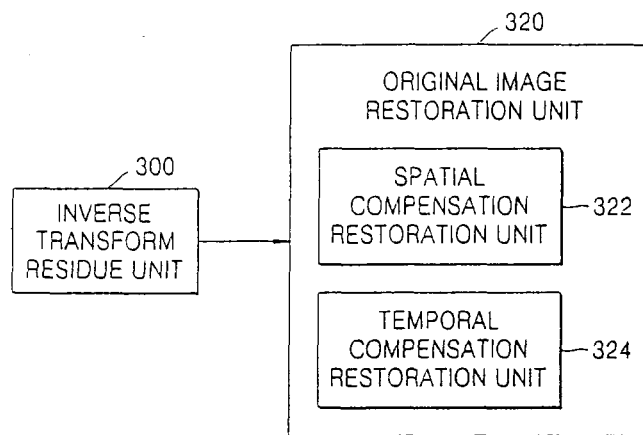 320
ORIGINAL IMAGE
RESTORATION UNIT
300
INVERSE
TRANSFORM
RESIDUE UNIT
SPATIAL
COMPENSATION
RESTORATION UNIT
322
TEMPORAL
COMPENSATION
RESTORATION UNIT
324